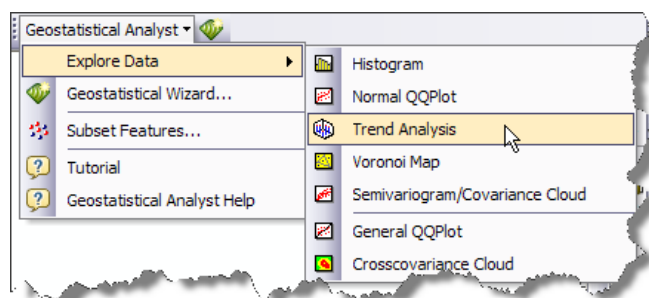 Geostatistical Analyst
Explore Data
Geostatistical Wizard...
Subset Features...
Tutorial
Geostatistical Analyst Help
Histogram
Normal QQPlot
Trend Analysis
Voronoi Map
Semivariogram/Covariance Cloud
General QQPlot
Crosscovariance Cloud